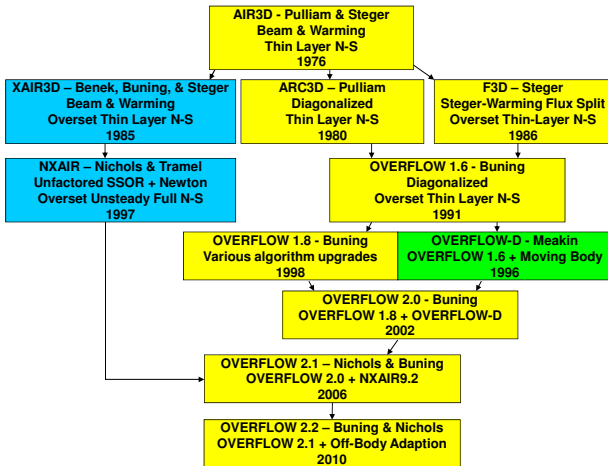 AIR3D - Pulliam & Steger
Beam & Warming
Thin Layer N-S
1976
XAIR3D – Benek, Buning, & Steger
Beam & Warming
Overset Thin Layer N-S
1985
ARC3D – Pulliam
Diagonalized
Thin Layer N-S
1980
F3D – Steger
Steger-Warming Flux Split
Overset Thin-Layer N-S
1986
NXAIR – Nichols & Tramel
Unfactored SSOR + Newton
Overset Unsteady Full N-S
1997
OVERFLOW 1.6 – Buning
Diagonalized
Overset Thin Layer N-S
1991
OVERFLOW 1.8 - Buning
Various algorithm upgrades
1998
OVERFLOW-D - Meakin
OVERFLOW 1.6 + Moving Body
1996
OVERFLOW 2.0 - Buning
OVERFLOW 1.8 + OVERFLOW-D
2002
OVERFLOW 2.1 – Nichols & Buning
OVERFLOW 2.0 + NXAIR9.2
2006
OVERFLOW 2.2 – Buning & Nichols
OVERFLOW 2.1 + Off-Body Adaption
2010